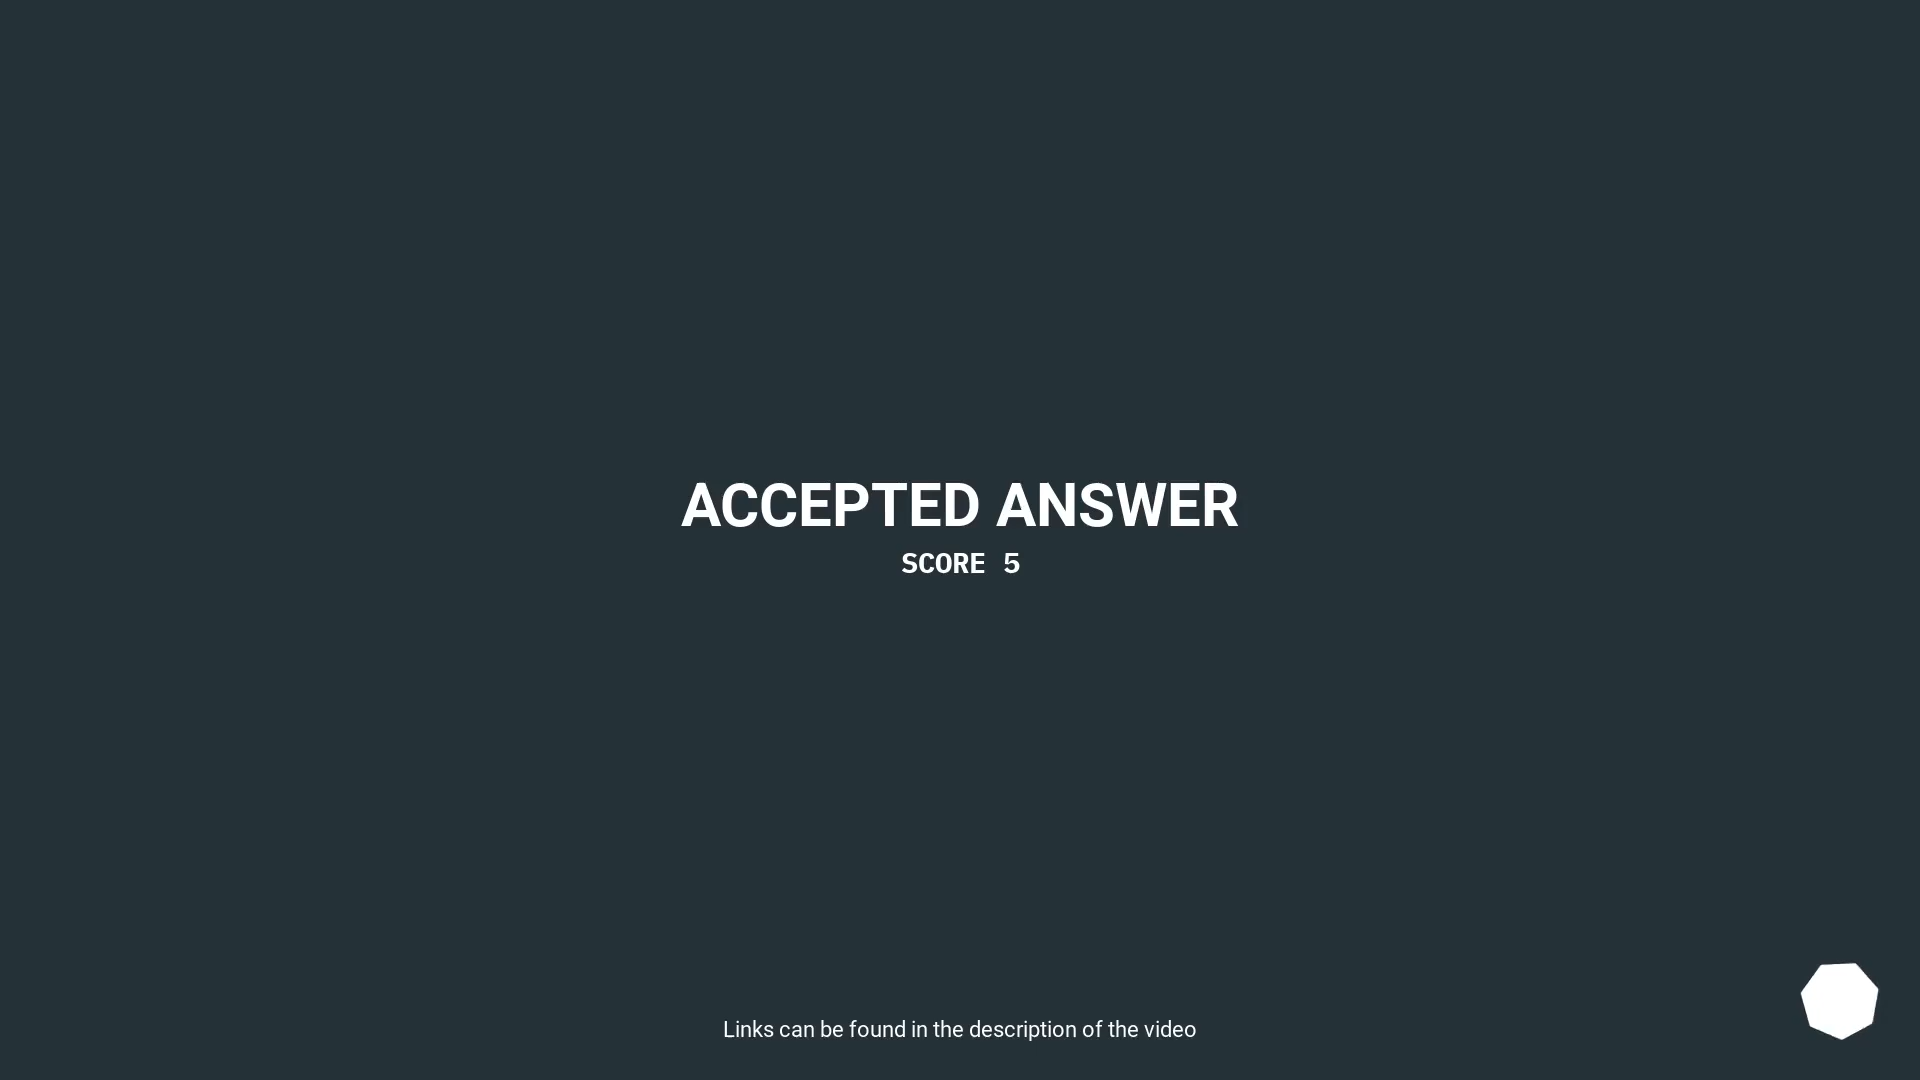 ACCEPTED ANSWER
SCORE 5
Links can be found in the description of the video